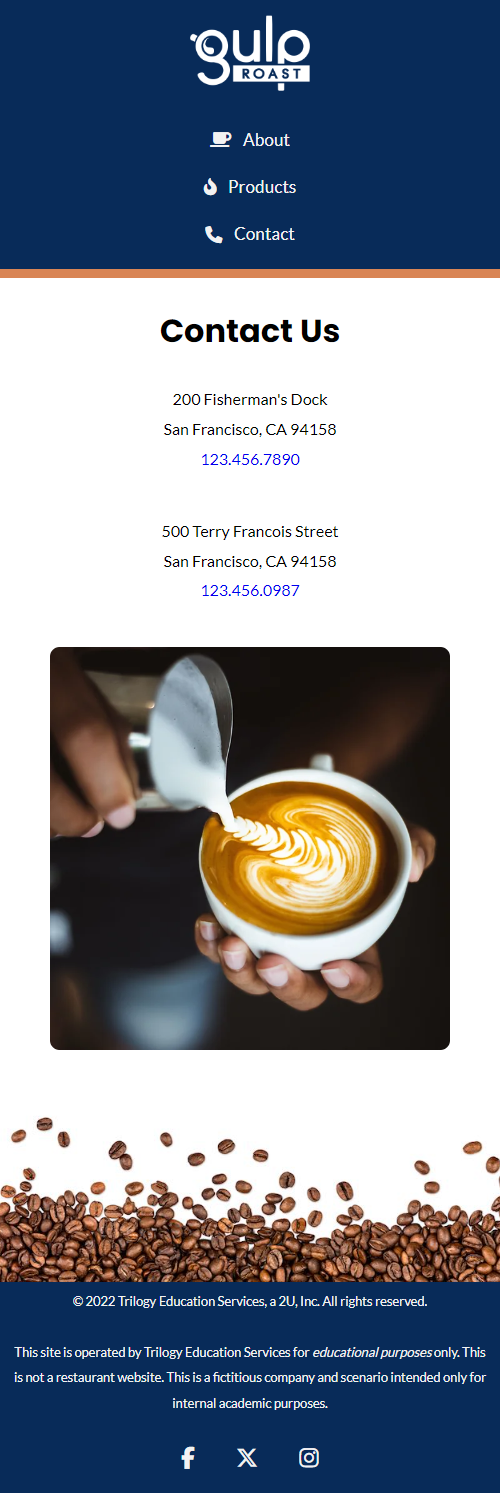 gulp
ROAST
About
Products
Contact
Contact Us
200 Fisherman's Dock
San Francisco, CA 94158
123.456.7890
500 Terry Francois Street
San Francisco, CA 94158
123.456.0987
© 2022 Trilogy Education Services, a 2U, Inc. All rights reserved.
This site is operated by Trilogy Education Services for educational purposes only. This
is not a restaurant website. This is a fictitious company and scenario intended only for
internal academic purposes.